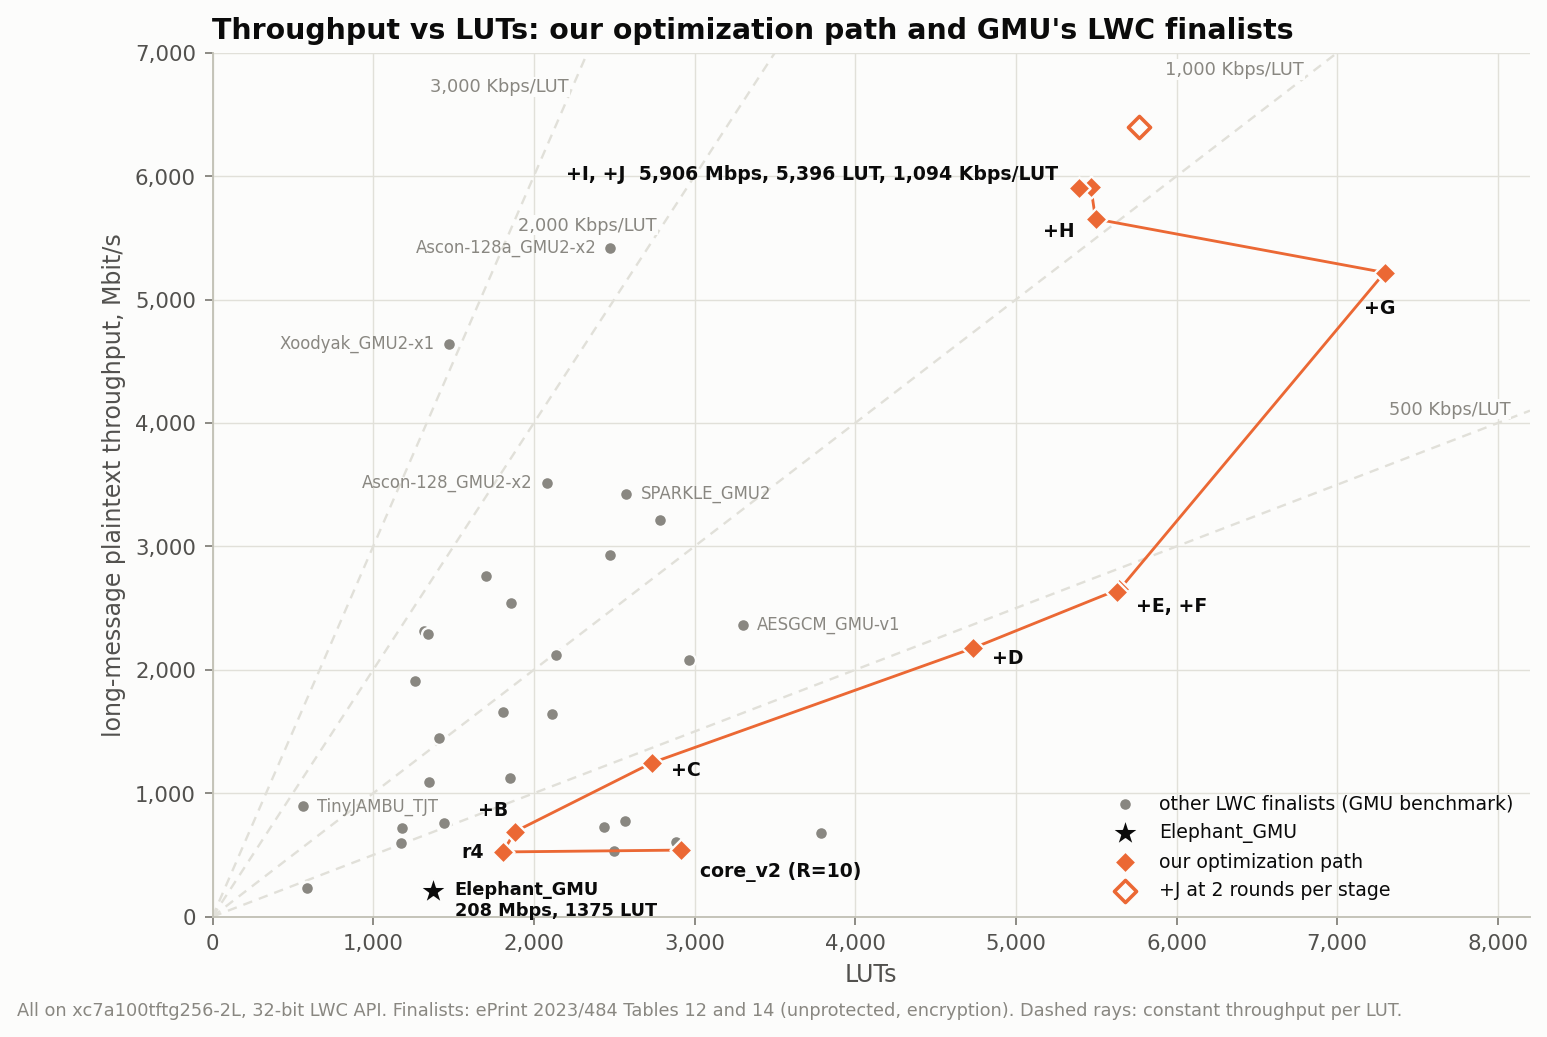 Throughput vs LUTs: our optimization path and GMU's LWC finalists
7,000
6,000
5,000
4,000
3,000
2,000
1,000
0
long-message plaintext throughput, Mbit/s
3,000 Kbps/LUT
1,000 Kbps/LUT
+I, +J  5,906 Mbps, 5,396 LUT, 1,094 Kbps/LUT
2,000 Kbps/LUT
+H
Ascon-128a_GMU2-x2
+G
Xoodyak_GMU2-x1
500 Kbps/LUT
Ascon-128_GMU2-x2
SPARKLE_GMU2
+E, +F
AESGCM_GMU-v1
+D
+C
TinyJAMBU_TJT
+B
r4
core_v2 (R=10)
Elephant_GMU
208 Mbps, 1375 LUT
other LWC finalists (GMU benchmark)
Elephant_GMU
our optimization path
+J at 2 rounds per stage
0
1,000
2,000
3,000
4,000
5,000
6,000
7,000
8,000
LUTs
All on xc7a100tftg256-2L, 32-bit LWC API. Finalists: ePrint 2023/484 Tables 12 and 14 (unprotected, encryption). Dashed rays: constant throughput per LUT.